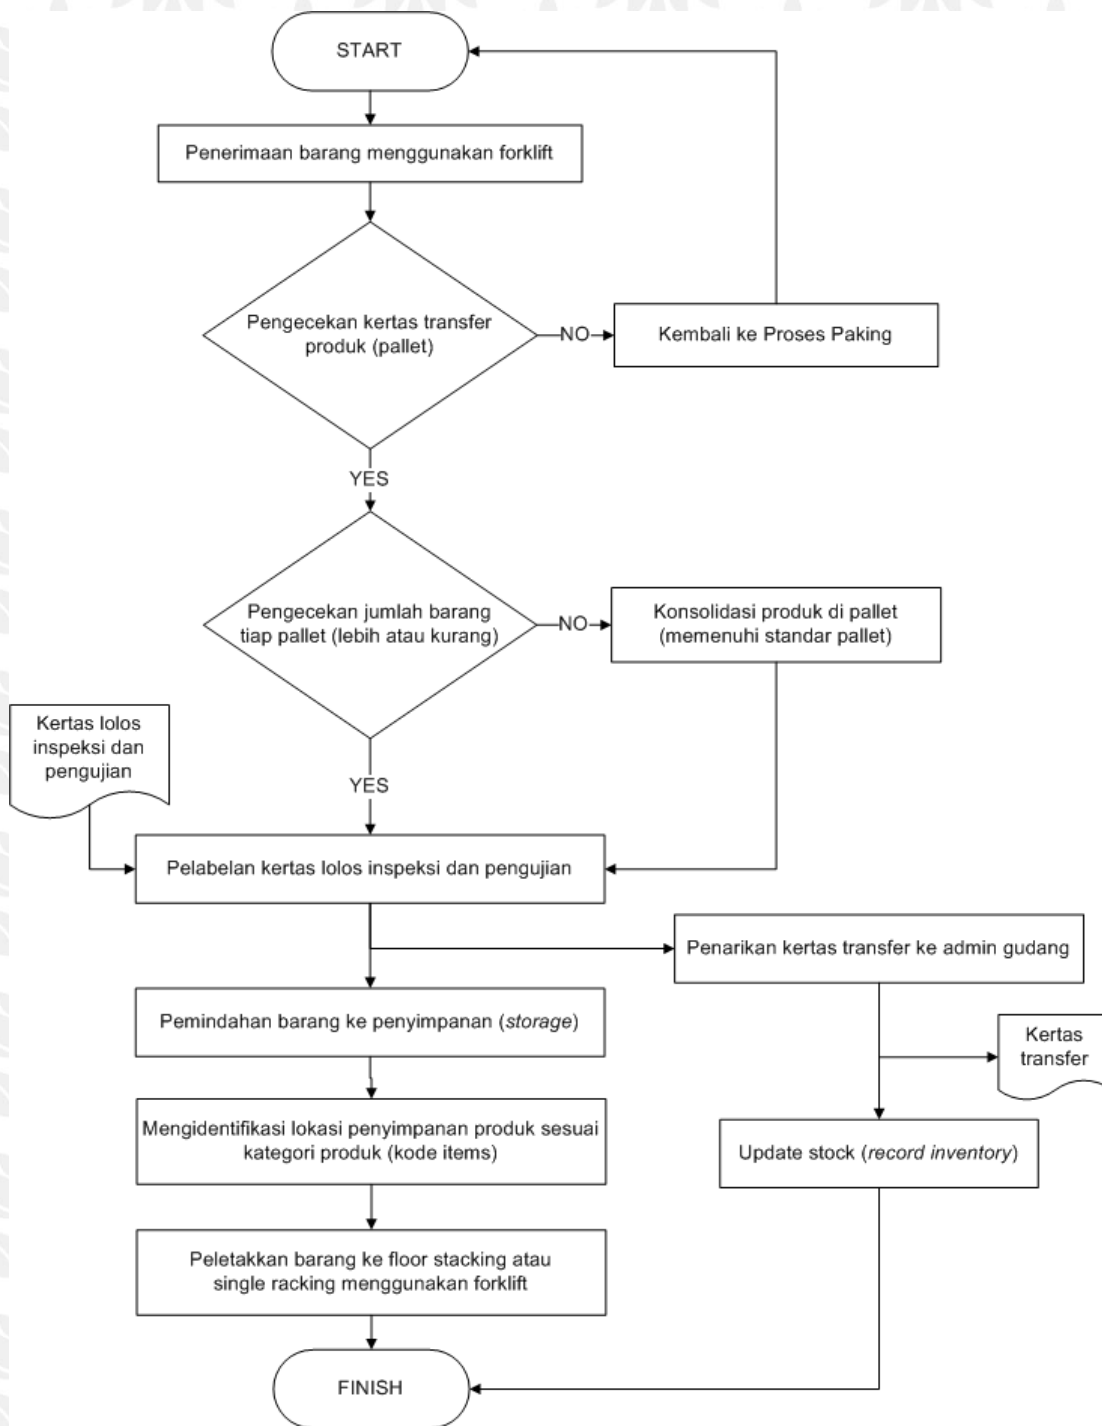 START
Penerimaan barang menggunakan forklift
Pengecekan kertas transfer
produk (pallet)
NO
Kembali ke Proses Paking
YES
Pengecekan jumlah barang
tiap pallet (lebih atau kurang)
NO
Konsolidasi produk di pallet
(memenuhi standar pallet)
Kertas lolos
inspeksi dan
pengujian
YES
Pelabelan kertas lolos inspeksi dan pengujian
Penarikan kertas transfer ke admin gudang
Pemindahan barang ke penyimpanan (storage)
Kertas
transfer
Mengidentifikasi lokasi penyimpanan produk sesuai
kategori produk (kode items)
Update stock (record inventory)
Peletakkan barang ke floor stacking atau
single racking menggunakan forklift
FINISH